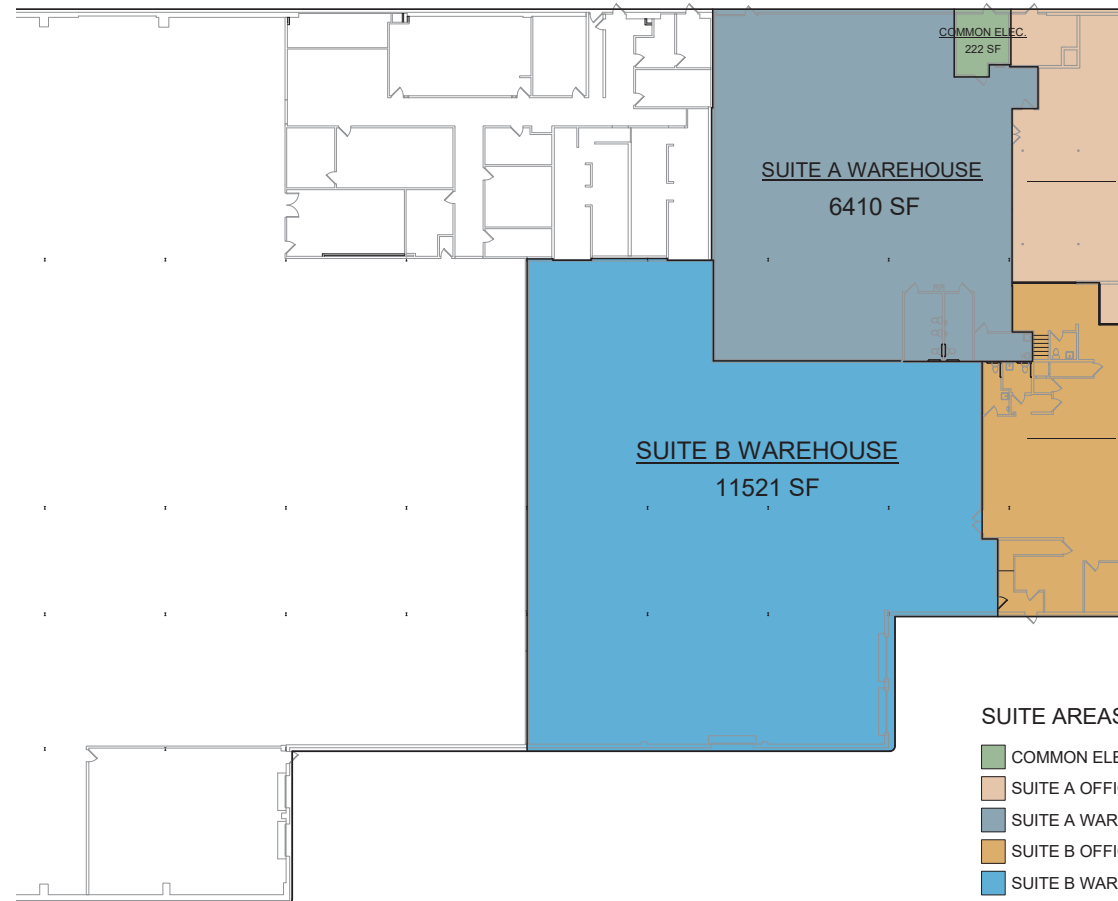 COMMON ELEC.
222 SF
SUITE A WAREHOUSE
6410 SF
SUITE B WAREHOUSE
11521 SF
SUITE AREAS
COMMON ELE
SUITE A OFFI
SUITE A WAR
SUITE B OFFI
SUITE B WAR